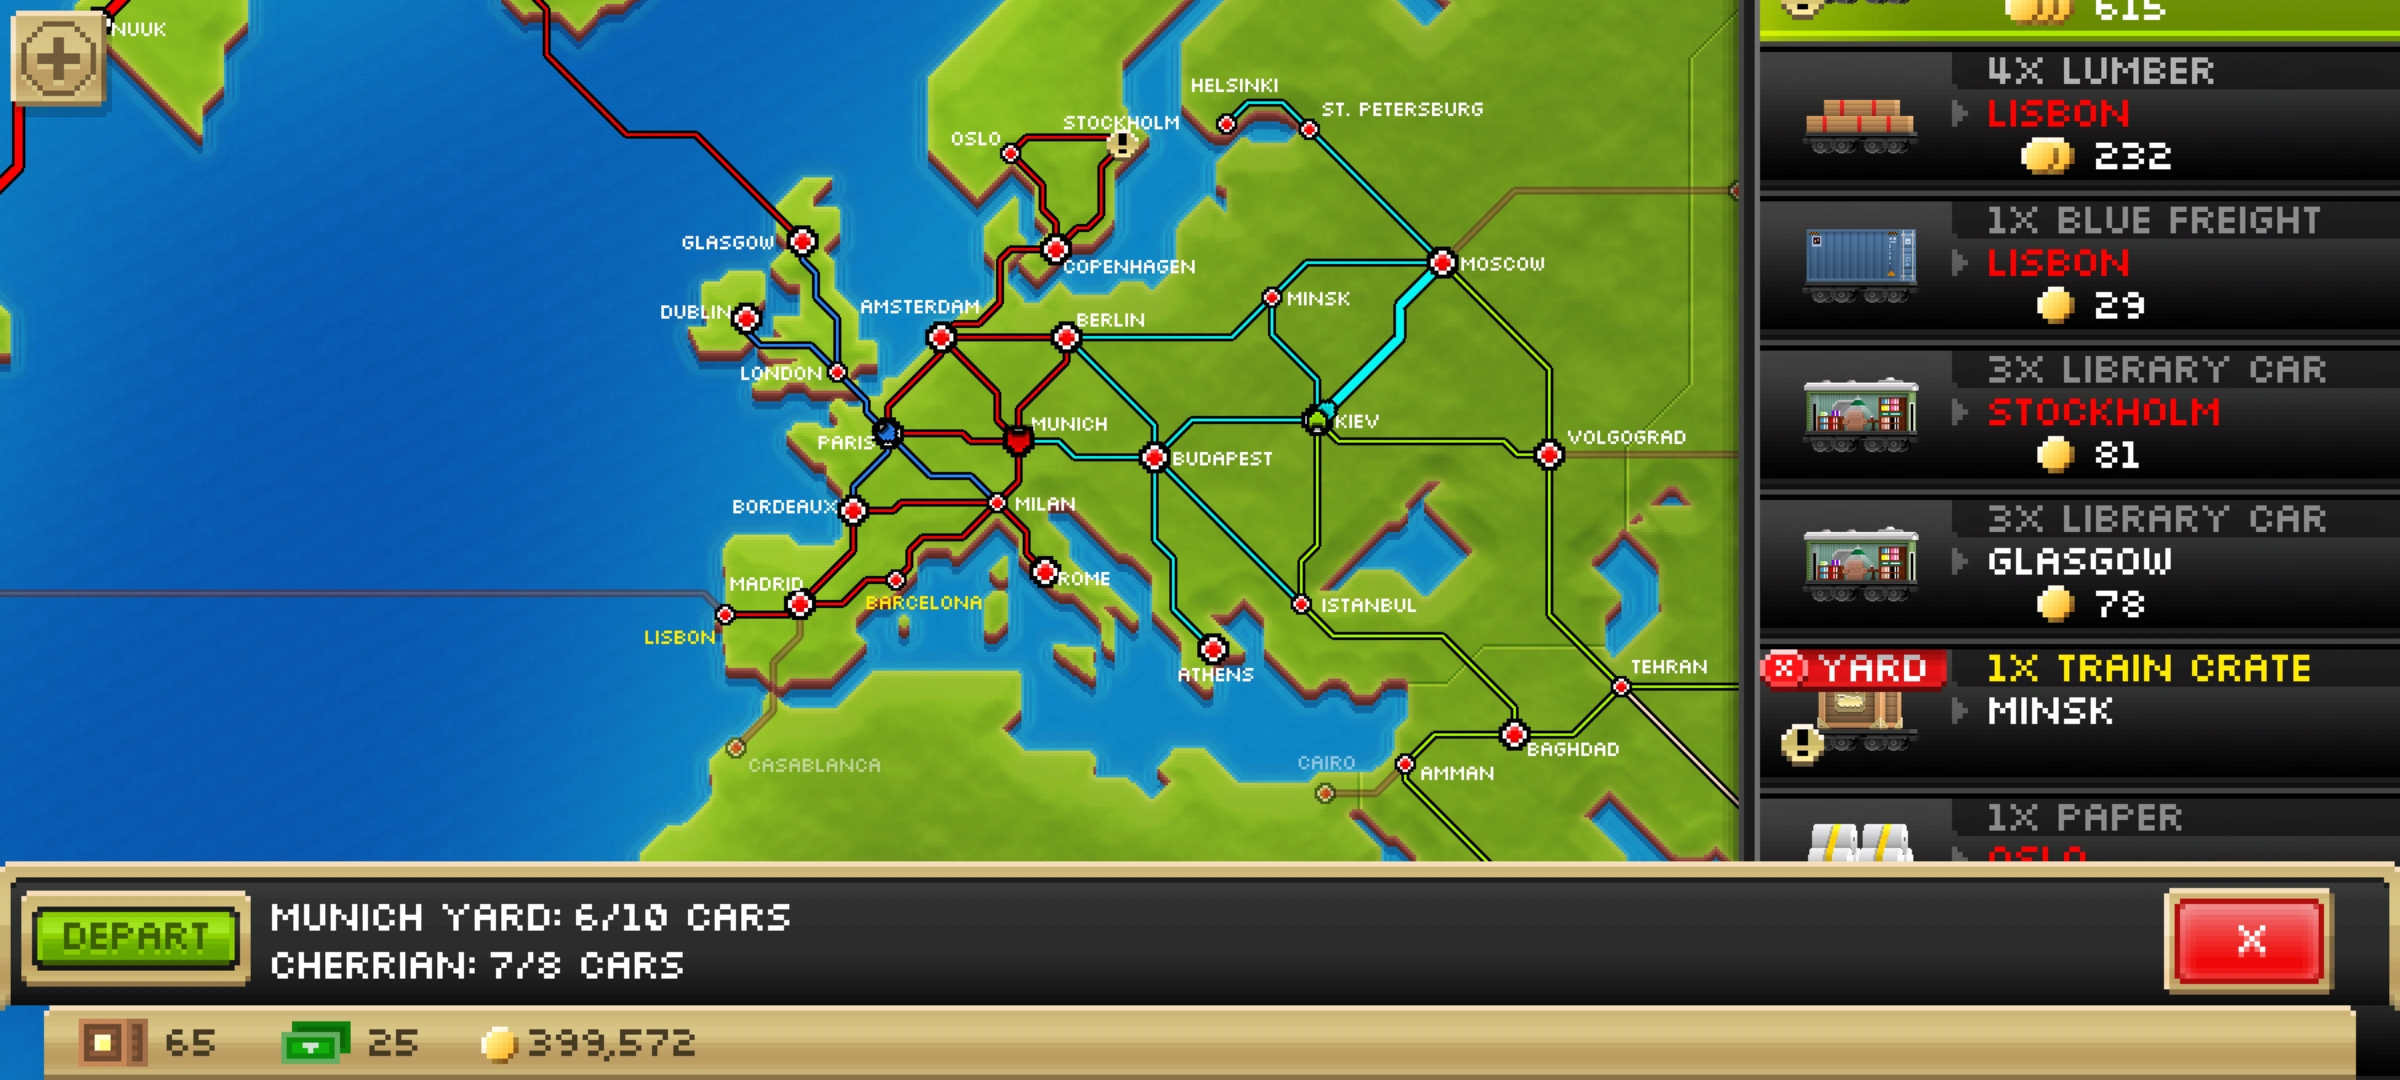 NUUK
HELSINKI
ST. PETERSBURG
STOCKHOLM
OSLO
GLASGOW
COPENHAGEN
MOSCOW
MINSK
DUBLIN
AMSTERDAM
BERLIN
LONDON
PARIS
MUNICH
KIEV
BUDAPEST
VOLGOGRAD
BORDEAUX
MILAN
MADRID
ROME
BARCELONA
ISTANBUL
LISBON
ATHENS
TEHRAN
CASABLANCA
CAIRO
AMMAN
BAGHDAD
615
4X LUMBER
LISBON
232
1X BLUE FREIGHT
LISBON
29
3X LIBRARY CAR
STOCKHOLM
81
3X LIBRARY CAR
GLASGOW
78
YARD
1X TRAIN CRATE
MINSK
1X PAPER
OSLO
DEPART
MUNICH YARD: 6/10 CARS
CHERRIAN: 7/8 CARS
X
65
25
399,572